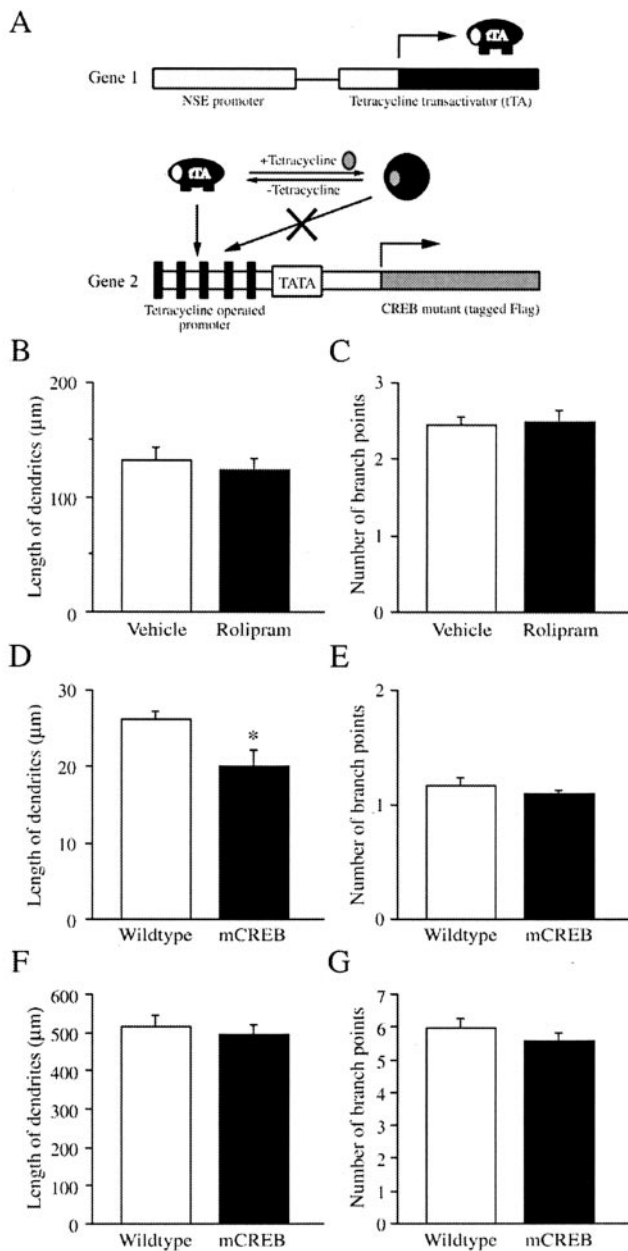 A
tTA
Gene 1
NSE promoter
Tetracycline transactivator (tTA)
tTA
+Tetracycline
-Tetracycline
Gene 2
TATA
Tetracycline operated
promoter
CREB mutant (tagged Flag)
B
Length of dendrites (µm)
200
100
0
Vehicle Rolipram
C
Number of branch points
3
2
1
0
Vehicle Rolipram
D
Length of dendrites (µm)
30
20
10
0
*
Wildtype mCREB
E
Number of branch points
2
1
0
Wildtype mCREB
F
Length of dendrites (µm)
600
500
400
300
200
100
0
Wildtype mCREB
G
Number of branch points
7
6
5
4
3
2
1
0
Wildtype mCREB